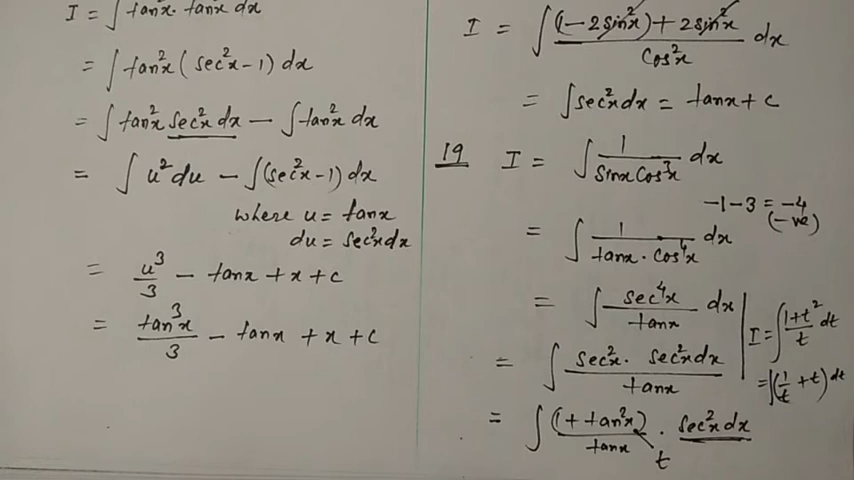 I = ∫ tan²x · tan²x dx
= ∫ tan²x ( sec²x − 1) dx
= ∫ tan²x sec²x dx − ∫ tan²x dx
= ∫ u² du − ∫ (sec²x − 1) dx
where u = tanx
du = sec²x dx
= u³/3 − tanx + x + c
= tan³x/3 − tanx + x + c
I = ∫ (1 − 2sin²x) + 2sin²x / cos²x dx
= ∫ sec²x dx = tanx + c
19 I = ∫ 1/sinx cos³x dx
−1−3 = −4
(−ve)
= ∫ 1/tanx · cos⁴x dx
= ∫ sec⁴x/tanx dx
= ∫ sec²x · sec²x dx/tanx
= ∫ (1 + tan²x)/tanx · sec²x dx
t
I = ∫ 1+t²/t dt
= ∫ (1/t + t) dt